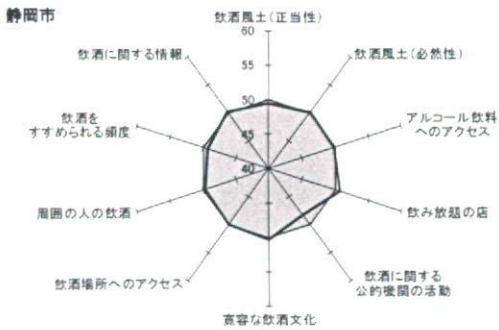 静岡市
飲酒風土(正当性)
60
55
50
45
40
飲酒風土(必然性)
アルコール飲料
へのアクセス
飲み放題の店
飲酒に関する
公的機関の活動
寛容な飲酒文化
飲酒場所へのアクセス
周囲の人の飲酒
飲酒を
すすめられる頻度
飲酒に関する情報